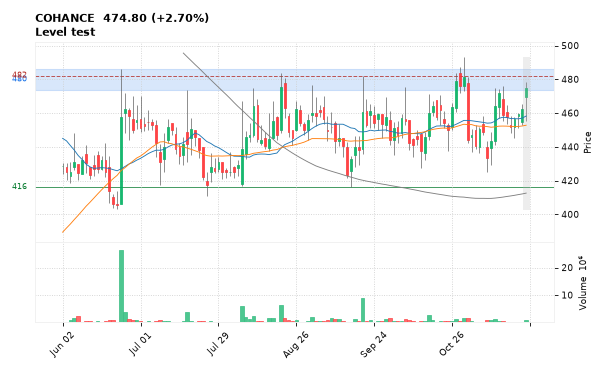 COHANCE 474.80 (+2.70%)
Level test
500
482
480
480
460
440
420
416
400
Price
20
10
Volume 10⁶
Jun 02
Jul 01
Jul 29
Aug 26
Sep 24
Oct 26